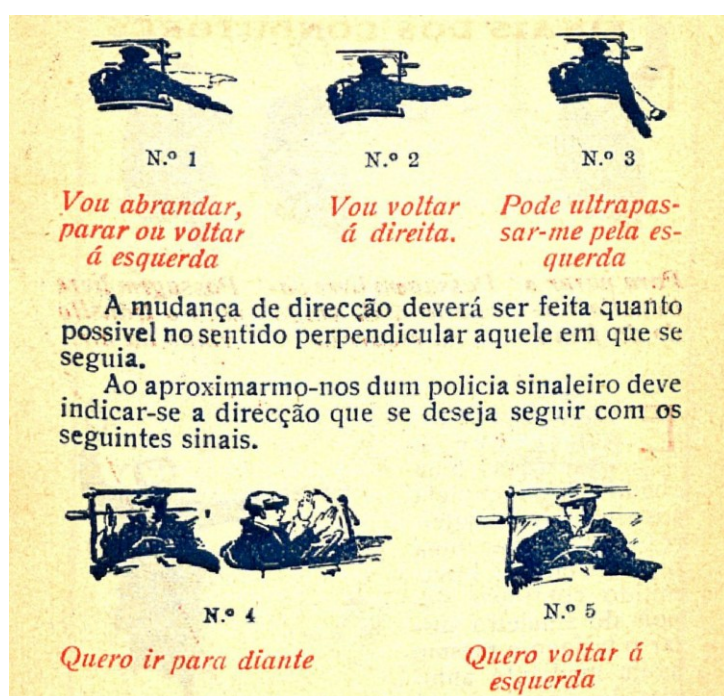 N.º 1
N.º 2
N.º 3
Vou abrandar,
parar ou voltar
á esquerda
Vou voltar
á direita.
Pode ultrapas-
sar-me pela es-
querda
A mudança de direcção deverá ser feita quanto
possivel no sentido perpendicular aquele em que se
seguia.
Ao aproximarmo-nos dum policia sinaleiro deve
indicar-se a direcção que se deseja seguir com os
seguintes sinais.
N.º 4
N.º 5
Quero ir para diante
Quero voltar á
esquerda